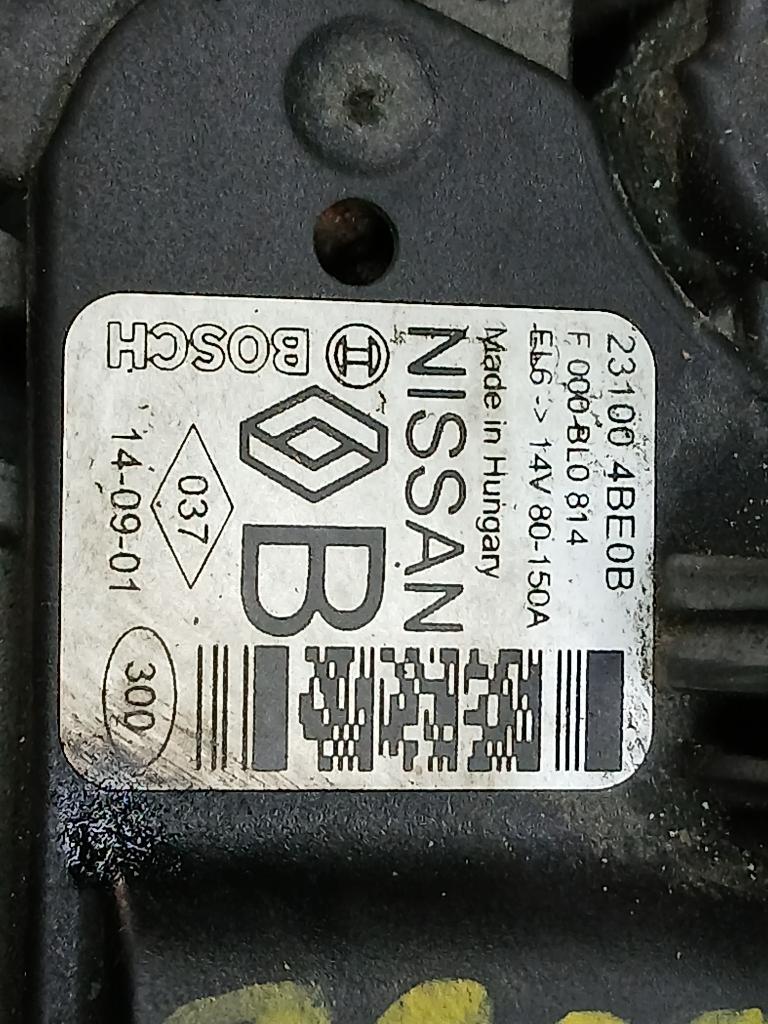 23100 4BE0B
F 000 BL0 814
EL6 -> 14V 80-150A
Made in Hungary
NISSAN
B
BOSCH
037
14-09-01
300